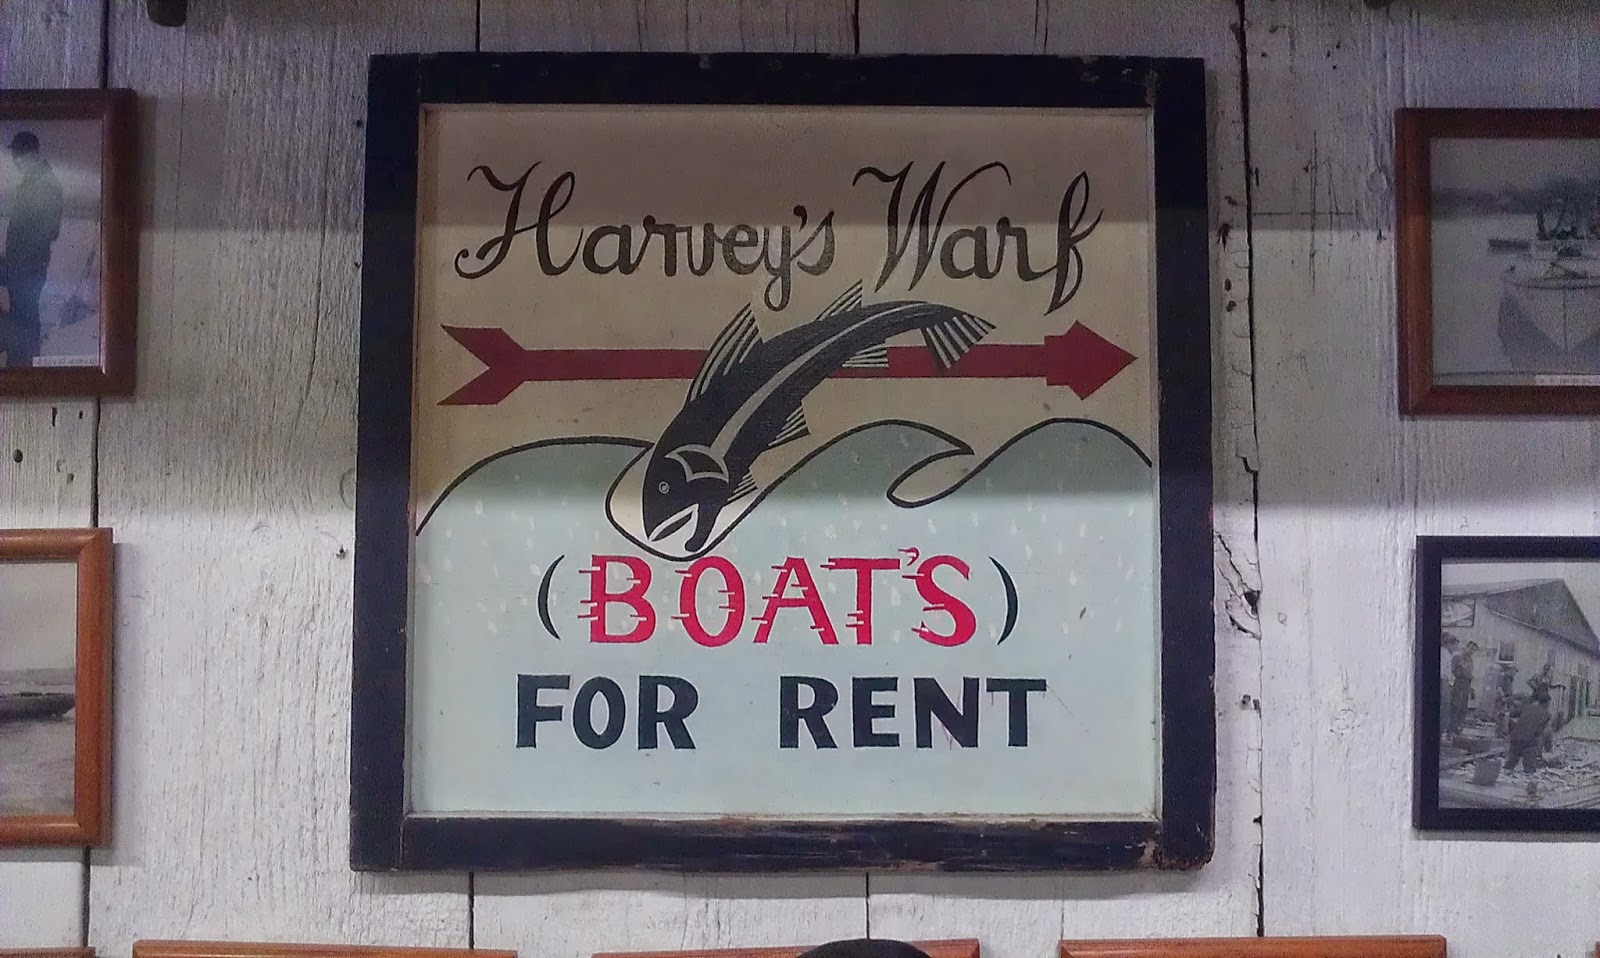 Harvey's Warf
(BOAT'S)
FOR RENT